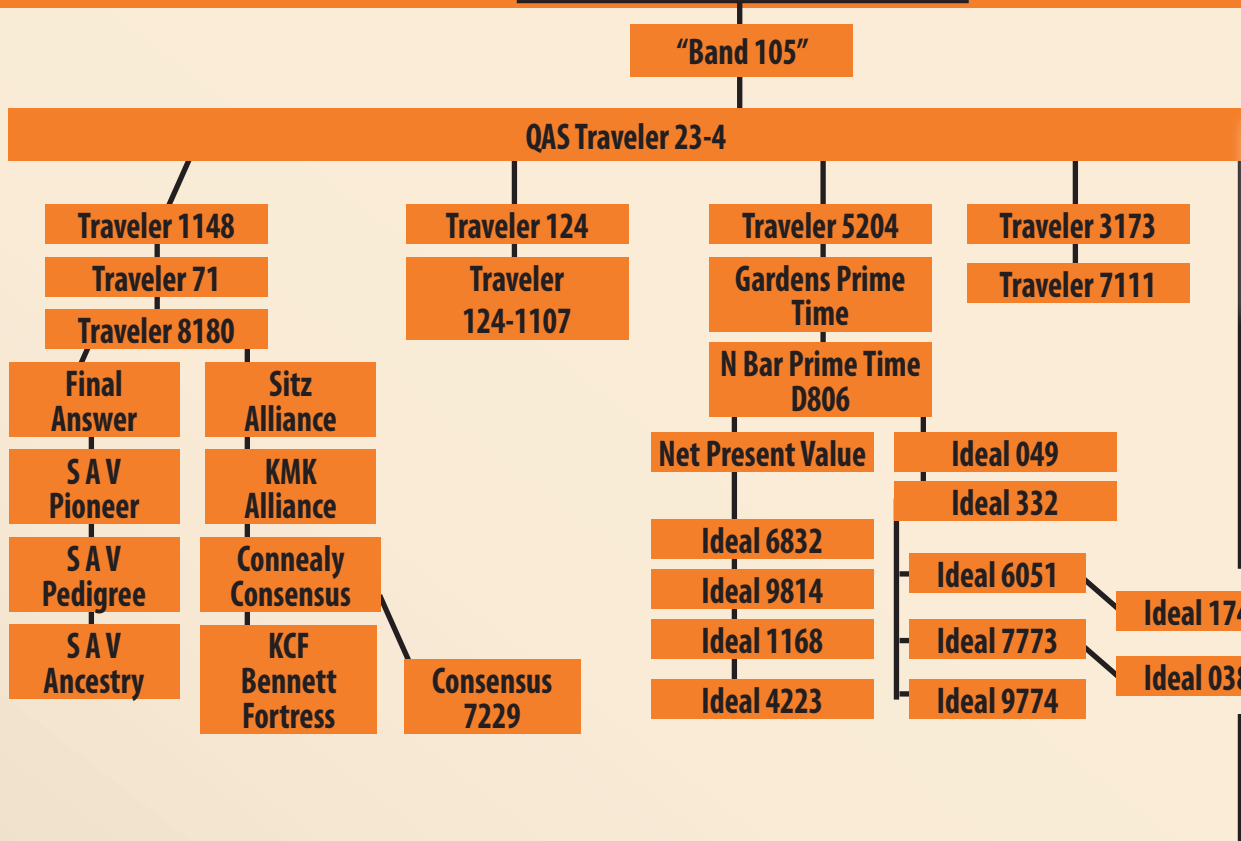 “Band 105”
QAS Traveler 23-4
Traveler 1148
Traveler 71
Traveler 8180
Final
Answer
S A V
Pioneer
S A V
Pedigree
S A V
Ancestry
Sitz
Alliance
KMK
Alliance
Connealy
Consensus
KCF
Bennett
Fortress
Consensus
7229
Traveler 124
Traveler
124-1107
Traveler 5204
Gardens Prime
Time
N Bar Prime Time
D806
Net Present Value
Ideal 6832
Ideal 9814
Ideal 1168
Ideal 4223
Ideal 049
Ideal 332
Ideal 6051
Ideal 7773
Ideal 9774
Ideal
Ideal
Traveler 3173
Traveler 7111